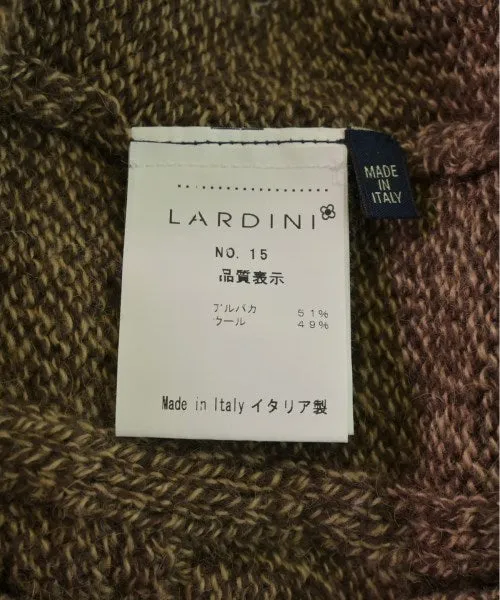 LARDINI
NO. 15
品質表示
アルパカ 51%
ウール 49%
Made in Italy イタリア製
MADE
IN
ITALY